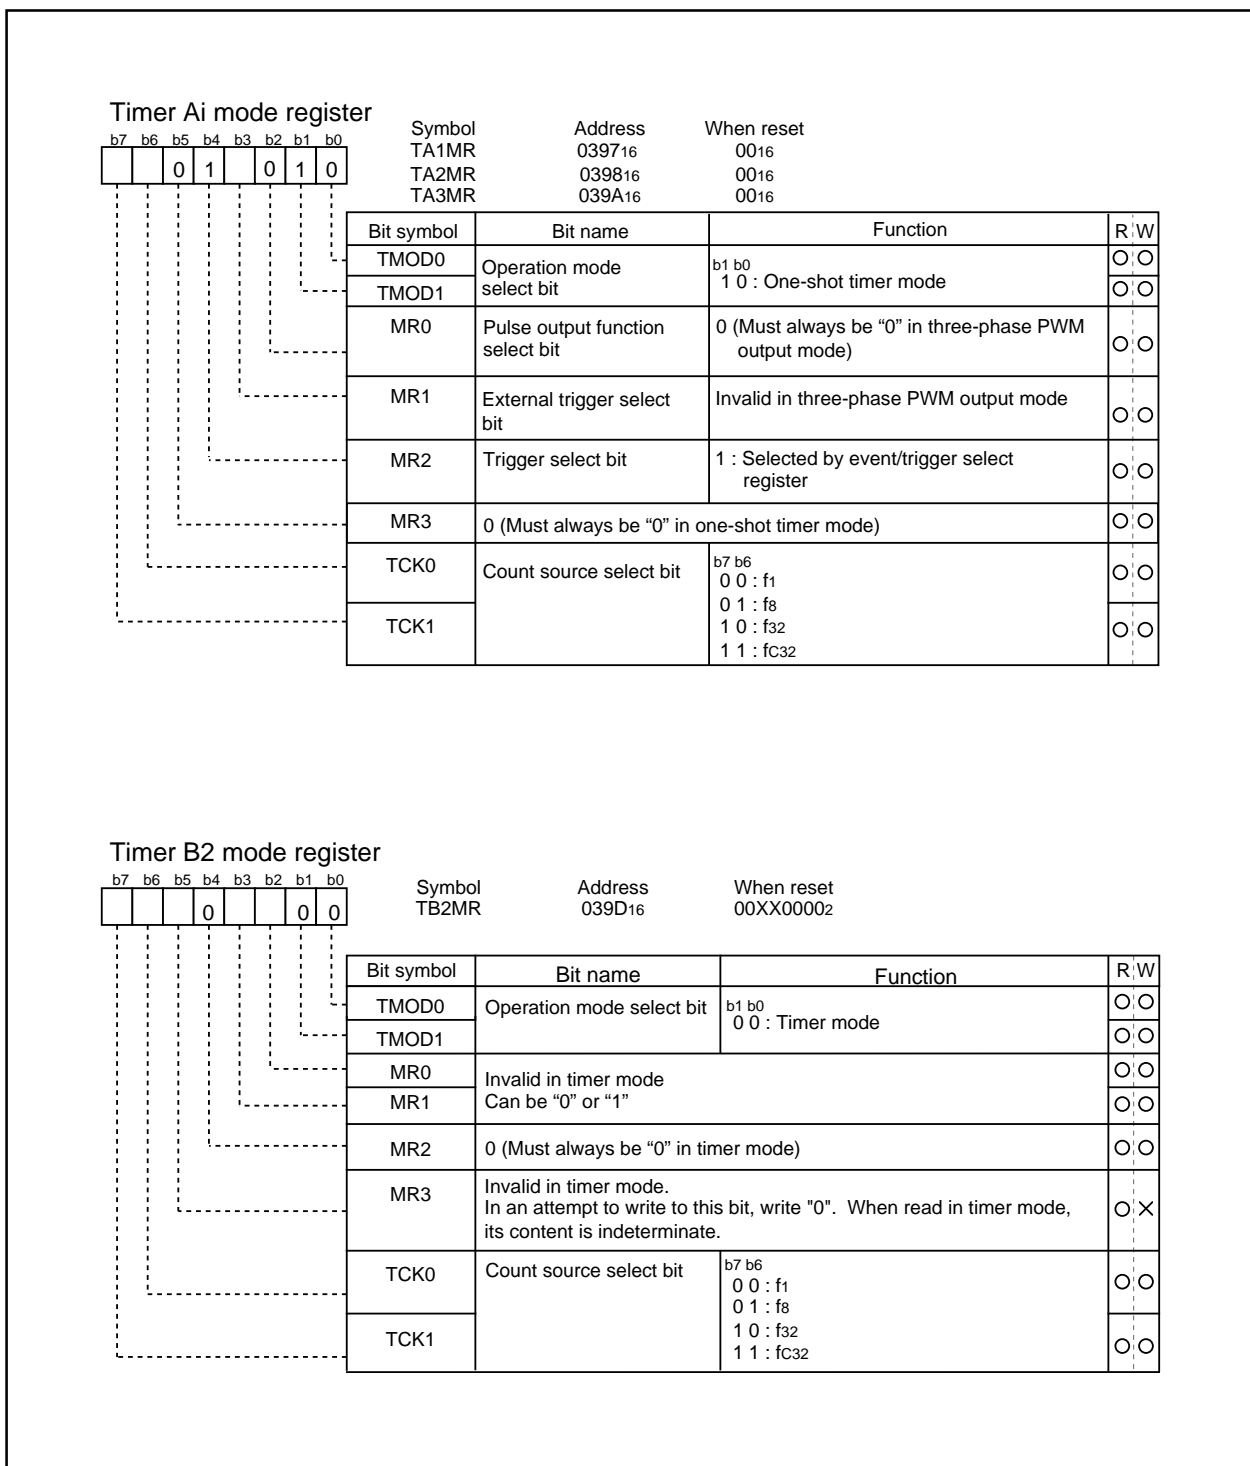 Timer Ai mode register
b7 b6 b5 b4 b3 b2 b1 b0
0 1 0 1 0
Symbol Address When reset
TA1MR 039716 0016
TA2MR 039816 0016
TA3MR 039A16 0016
Bit symbol Bit name Function R W
TMOD0 Operation mode select bit b1 b0
1 0 : One-shot timer mode
TMOD1
MR0 Pulse output function select bit 0 (Must always be “0” in three-phase PWM
output mode)
MR1 External trigger select bit Invalid in three-phase PWM output mode
MR2 Trigger select bit 1 : Selected by event/trigger select
register
MR3 0 (Must always be “0” in one-shot timer mode)
TCK0 Count source select bit b7 b6
0 0 : f1
0 1 : f8
TCK1 1 0 : f32
1 1 : fC32
Timer B2 mode register
b7 b6 b5 b4 b3 b2 b1 b0
0 0 0
Symbol Address When reset
TB2MR 039D16 00XX00002
Bit symbol Bit name Function R W
TMOD0 Operation mode select bit b1 b0
0 0 : Timer mode
TMOD1
MR0 Invalid in timer mode
MR1 Can be “0” or “1”
MR2 0 (Must always be “0” in timer mode)
MR3 Invalid in timer mode.
In an attempt to write to this bit, write "0". When read in timer mode,
its content is indeterminate.
TCK0 Count source select bit b7 b6
0 0 : f1
0 1 : f8
TCK1 1 0 : f32
1 1 : fC32